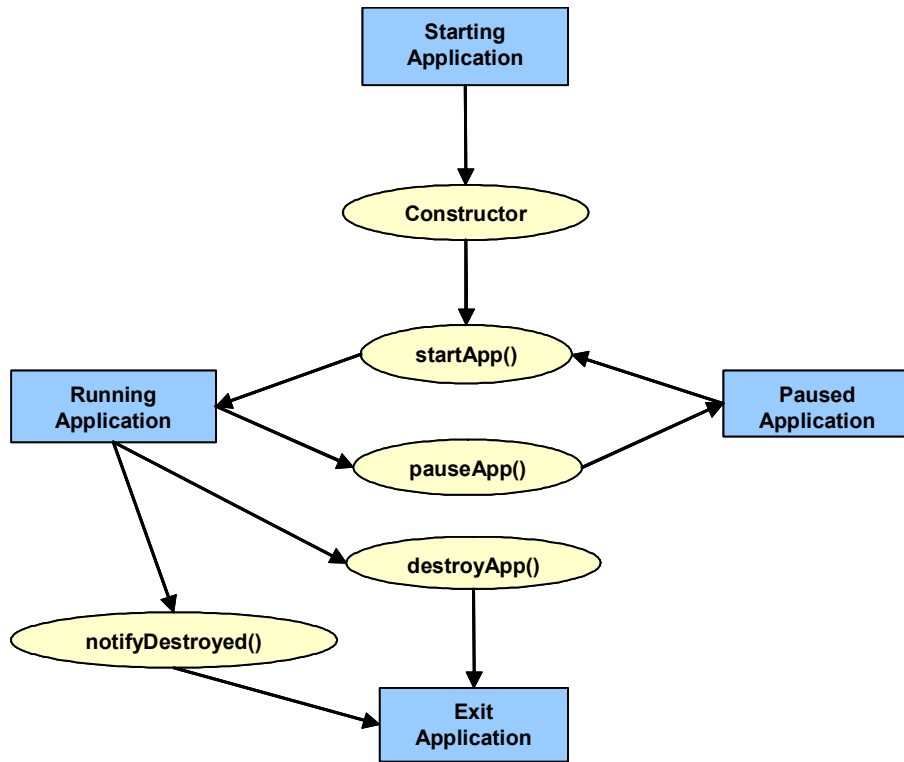 Starting
Application
Constructor
startApp()
Running
Application
Paused
Application
pauseApp()
destroyApp()
notifyDestroyed()
Exit
Application